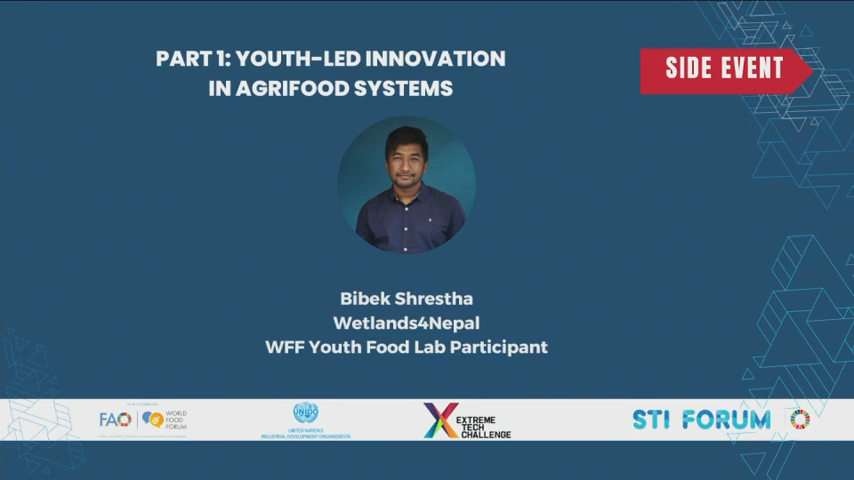 PART 1: YOUTH-LED INNOVATION
IN AGRIFOOD SYSTEMS
SIDE EVENT
Bibek Shrestha
Wetlands4Nepal
WFF Youth Food Lab Participant
FAO
WORLD
FOOD
FORUM
UNIDO
UNITED NATIONS
INDUSTRIAL DEVELOPMENT ORGANIZATION
EXTREME
TECH
CHALLENGE
STI FORUM